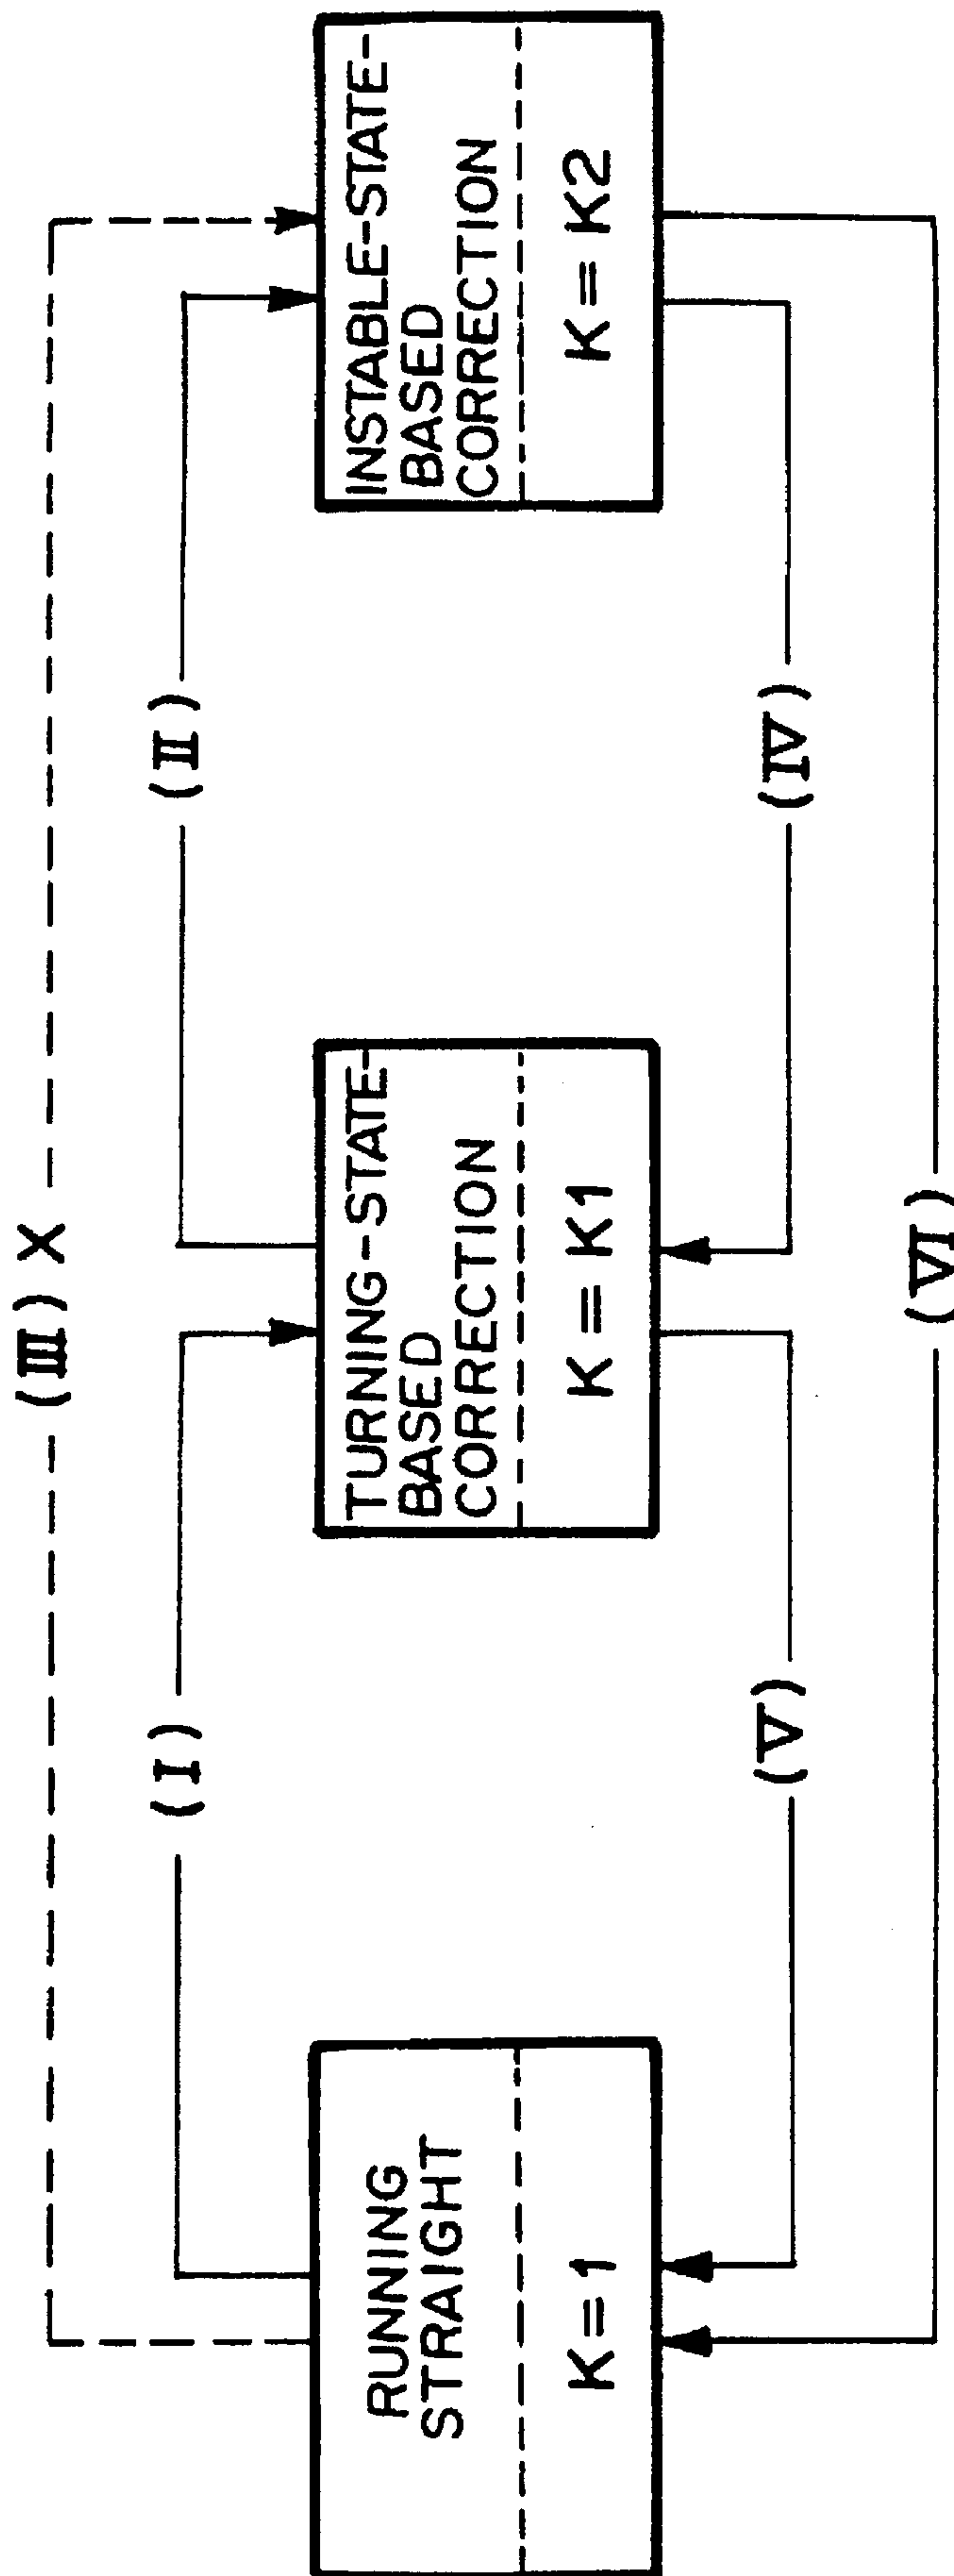 (III) X
(I)
(II)
RUNNING
STRAIGHT
K = 1
TURNING-STATE-
BASED
CORRECTION
K = K1
INSTABLE-STATE-
BASED
CORRECTION
K = K2
(V)
(IV)
(VI)